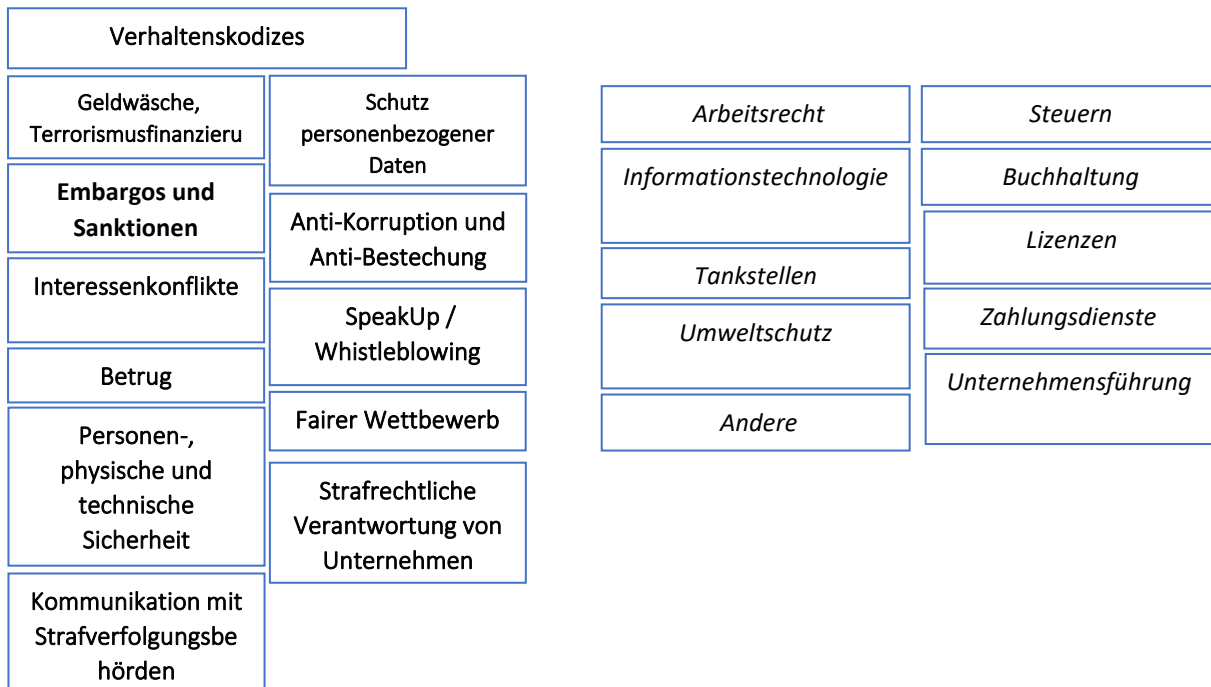 Verhaltenskodizes
Geldwäsche,
Terrorismusfinanzieru
Embargos und
Sanktionen
Interessenkonflikte
Betrug
Personen-,
physische und
technische
Sicherheit
Kommunikation mit
Strafverfolgungsbe
hörden
Schutz
personenbezogener
Daten
Anti-Korruption und
Anti-Bestechung
SpeakUp /
Whistleblowing
Fairer Wettbewerb
Strafrechtliche
Verantwortung von
Unternehmen
Arbeitsrecht
Informationstechnologie
Tankstellen
Umweltschutz
Andere
Steuern
Buchhaltung
Lizenzen
Zahlungsdienste
Unternehmensführung